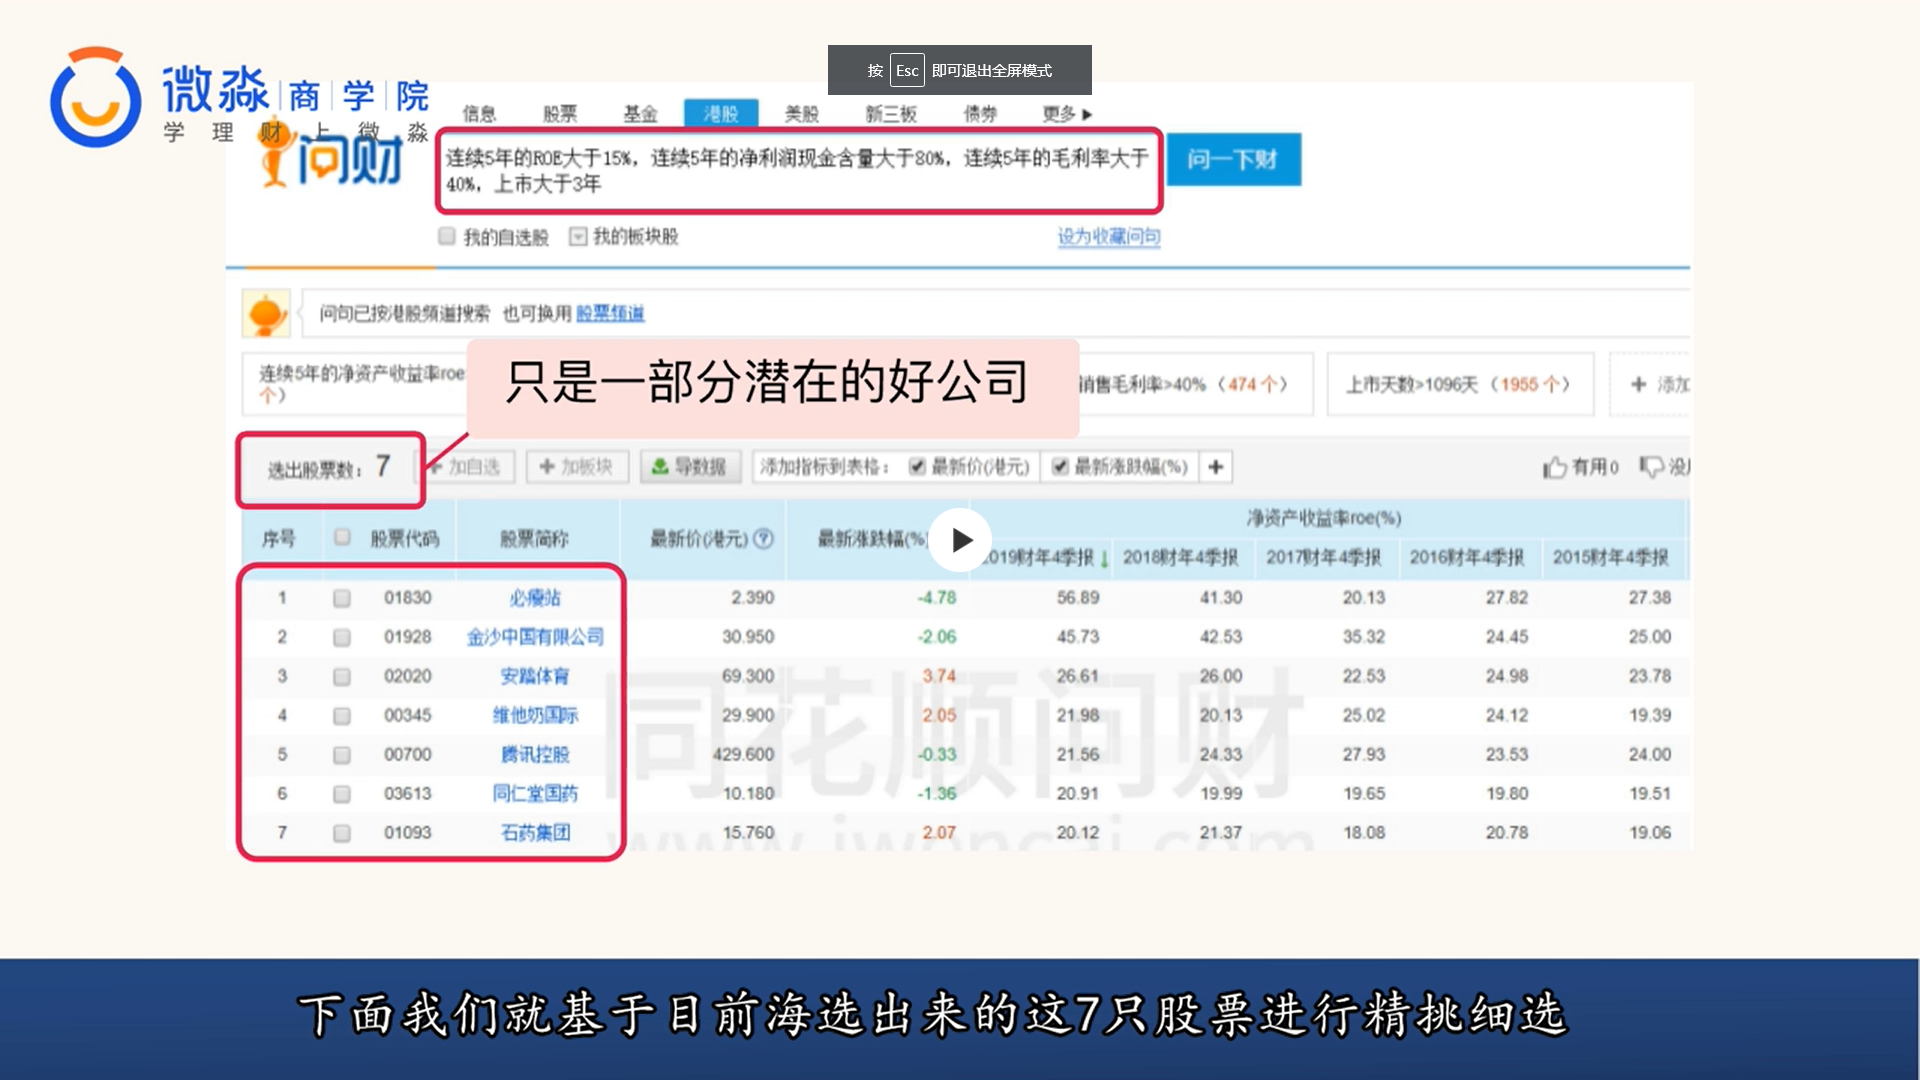 微淼 商 学 院
学 理 财 上 微 淼
按 Esc 即可退出全屏模式
信息 股票 基金 港股 美股 新三板 债券 更多
问财
连续5年的ROE大于15%，连续5年的净利润现金含量大于80%，连续5年的毛利率大于
40%，上市大于3年
问一下财
我的自选股 我的板块股 设为收藏问句
问句已按港股频道搜索 也可换用 股票频道
连续5年的净资产收益率roe
个）
只是一部分潜在的好公司
销售毛利率>40%（474 个）
上市天数>1096天（1955 个）
+ 添加
选出股票数： 7
加自选 + 加板块 导数据 添加指标到表格： 最新价(港元) 最新涨跌幅(%) +
有用0
序号 股票代码 股票简称 最新价(港元) 最新涨跌幅(% 净资产收益率roe(%)
2019财年4季报 2018财年4季报 2017财年4季报 2016财年4季报 2015财年4季报
1 01830 必瘦站 2.390 -4.78 56.89 41.30 20.13 27.82 27.38
2 01928 金沙中国有限公司 30.950 -2.06 45.73 42.53 35.32 24.45 25.00
3 02020 安踏体育 69.300 3.74 26.61 26.00 22.53 24.98 23.78
4 00345 维他奶国际 29.900 2.05 21.98 20.13 25.02 24.12 19.39
5 00700 腾讯控股 429.600 -0.33 21.56 24.33 27.93 23.53 24.00
6 03613 同仁堂国药 10.180 -1.36 20.91 19.99 19.65 19.80 19.51
7 01093 石药集团 15.760 2.07 20.12 21.37 18.08 20.78 19.06
同花顺问财
www.iwencai.com
下面我们就基于目前海选出来的这7只股票进行精挑细选